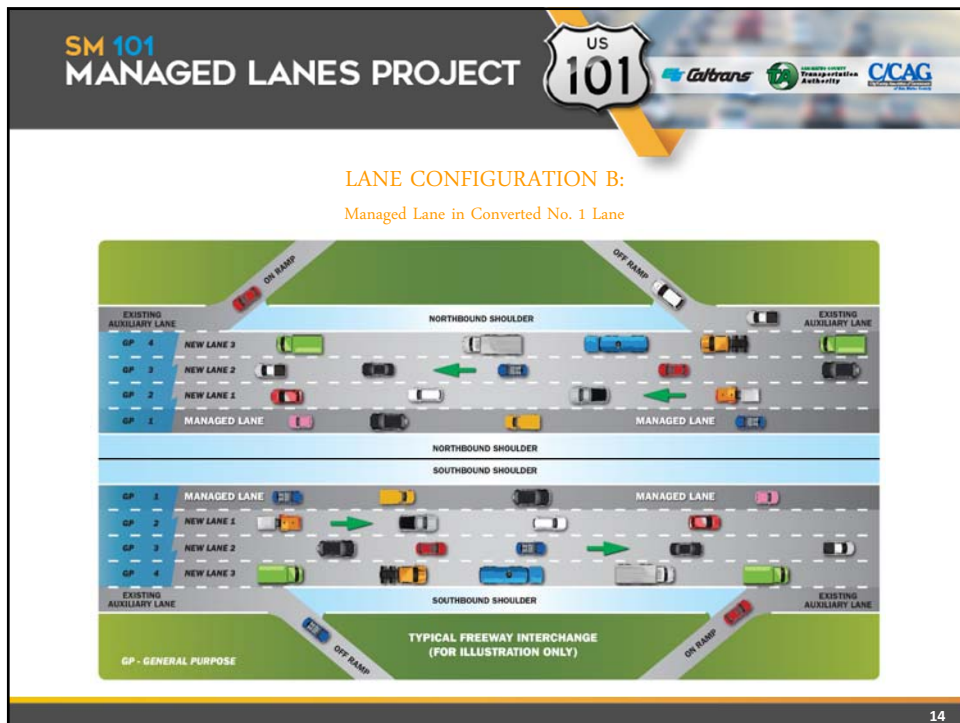 SM 101
MANAGED LANES PROJECT
US
101
Caltrans
Transportation
Authority
C/CAG
LANE CONFIGURATION B:
Managed Lane in Converted No. 1 Lane
ON RAMP
OFF RAMP
EXISTING
AUXILIARY LANE
NORTHBOUND SHOULDER
EXISTING
AUXILIARY LANE
GP 4 NEW LANE 3
GP 3 NEW LANE 2
GP 2 NEW LANE 1
GP 1 MANAGED LANE MANAGED LANE
NORTHBOUND SHOULDER
SOUTHBOUND SHOULDER
GP 1 MANAGED LANE MANAGED LANE
GP 2 NEW LANE 1
GP 3 NEW LANE 2
GP 4 NEW LANE 3
EXISTING
AUXILIARY LANE
SOUTHBOUND SHOULDER
EXISTING
AUXILIARY LANE
OFF RAMP
ON RAMP
TYPICAL FREEWAY INTERCHANGE
(FOR ILLUSTRATION ONLY)
GP - GENERAL PURPOSE
14